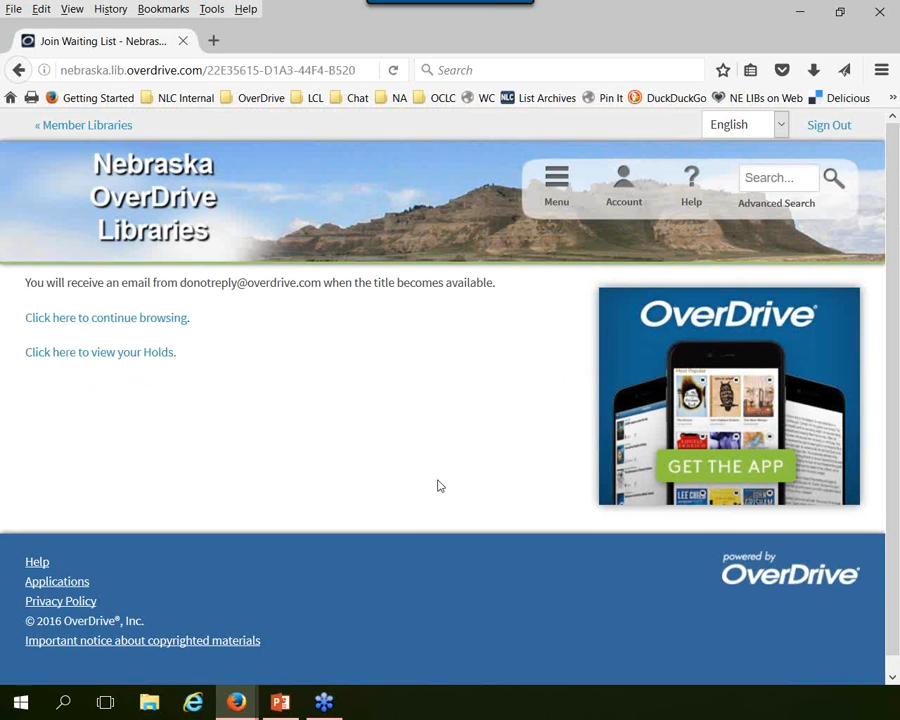 File Edit View History Bookmarks Tools Help
Join Waiting List - Nebras...
nebraska.lib.overdrive.com/22E35615-D1A3-44F4-B520
Search
Getting Started NLC Internal OverDrive LCL Chat NA OCLC WC NLC List Archives Pin It DuckDuckGo NE LIBs on Web Delicious
« Member Libraries
English
Sign Out
Nebraska
OverDrive
Libraries
Menu
Account
Help
Search...
Advanced Search
You will receive an email from donotreply@overdrive.com when the title becomes available.
Click here to continue browsing.
Click here to view your Holds.
OverDrive®
Most Popular
GET THE APP
Help
Applications
Privacy Policy
© 2016 OverDrive®, Inc.
Important notice about copyrighted materials
powered by
OverDrive®